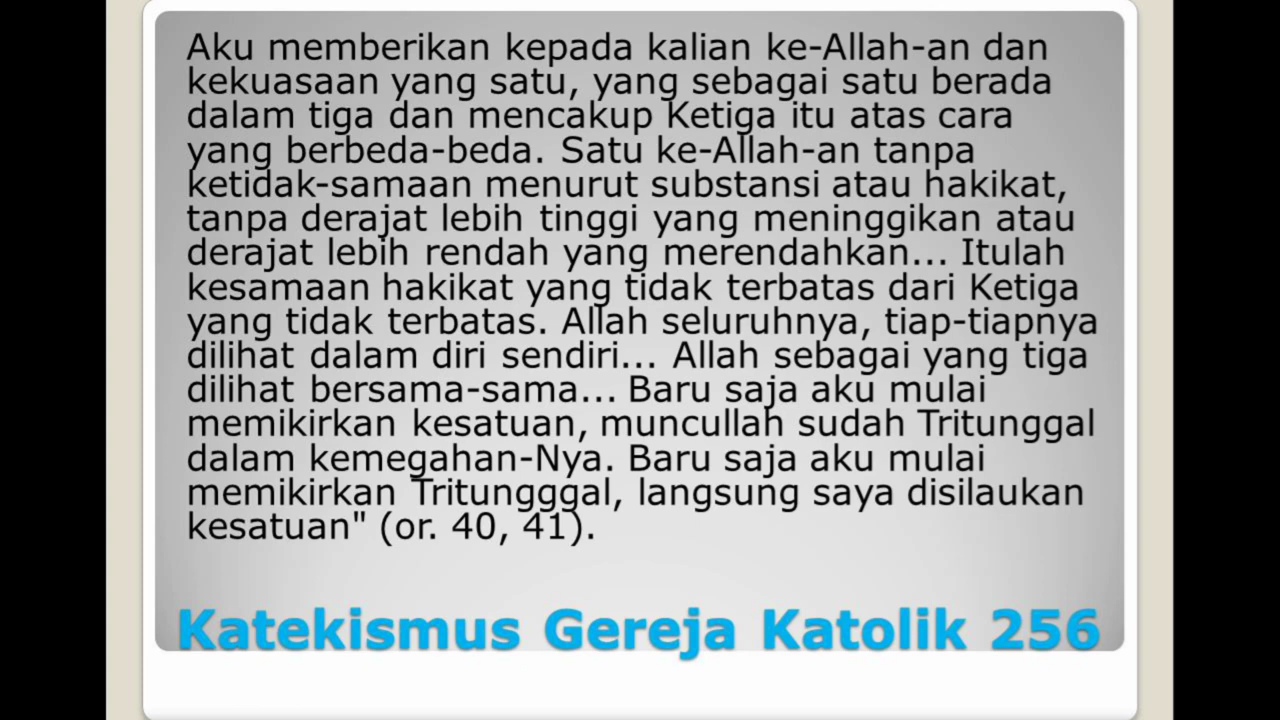 Aku memberikan kepada kalian ke-Allah-an dan
kekuasaan yang satu, yang sebagai satu berada
dalam tiga dan mencakup Ketiga itu atas cara
yang berbeda-beda. Satu ke-Allah-an tanpa
ketidak-samaan menurut substansi atau hakikat,
tanpa derajat lebih tinggi yang meninggikan atau
derajat lebih rendah yang merendahkan... Itulah
kesamaan hakikat yang tidak terbatas dari Ketiga
yang tidak terbatas. Allah seluruhnya, tiap-tiapnya
dilihat dalam diri sendiri... Allah sebagai yang tiga
dilihat bersama-sama... Baru saja aku mulai
memikirkan kesatuan, muncullah sudah Tritunggal
dalam kemegahan-Nya. Baru saja aku mulai
memikirkan Tritungggal, langsung saya disilaukan
kesatuan" (or. 40, 41).
Katekismus Gereja Katolik 256